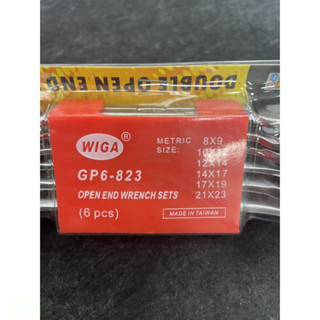 DOUBLE OPEN END
WIGA®
METRIC SIZE:
8X9
10X12
12X14
14X17
17X19
21X23
GP6-823
OPEN END WRENCH SETS
(6 pcs)
MADE IN TAIWAN